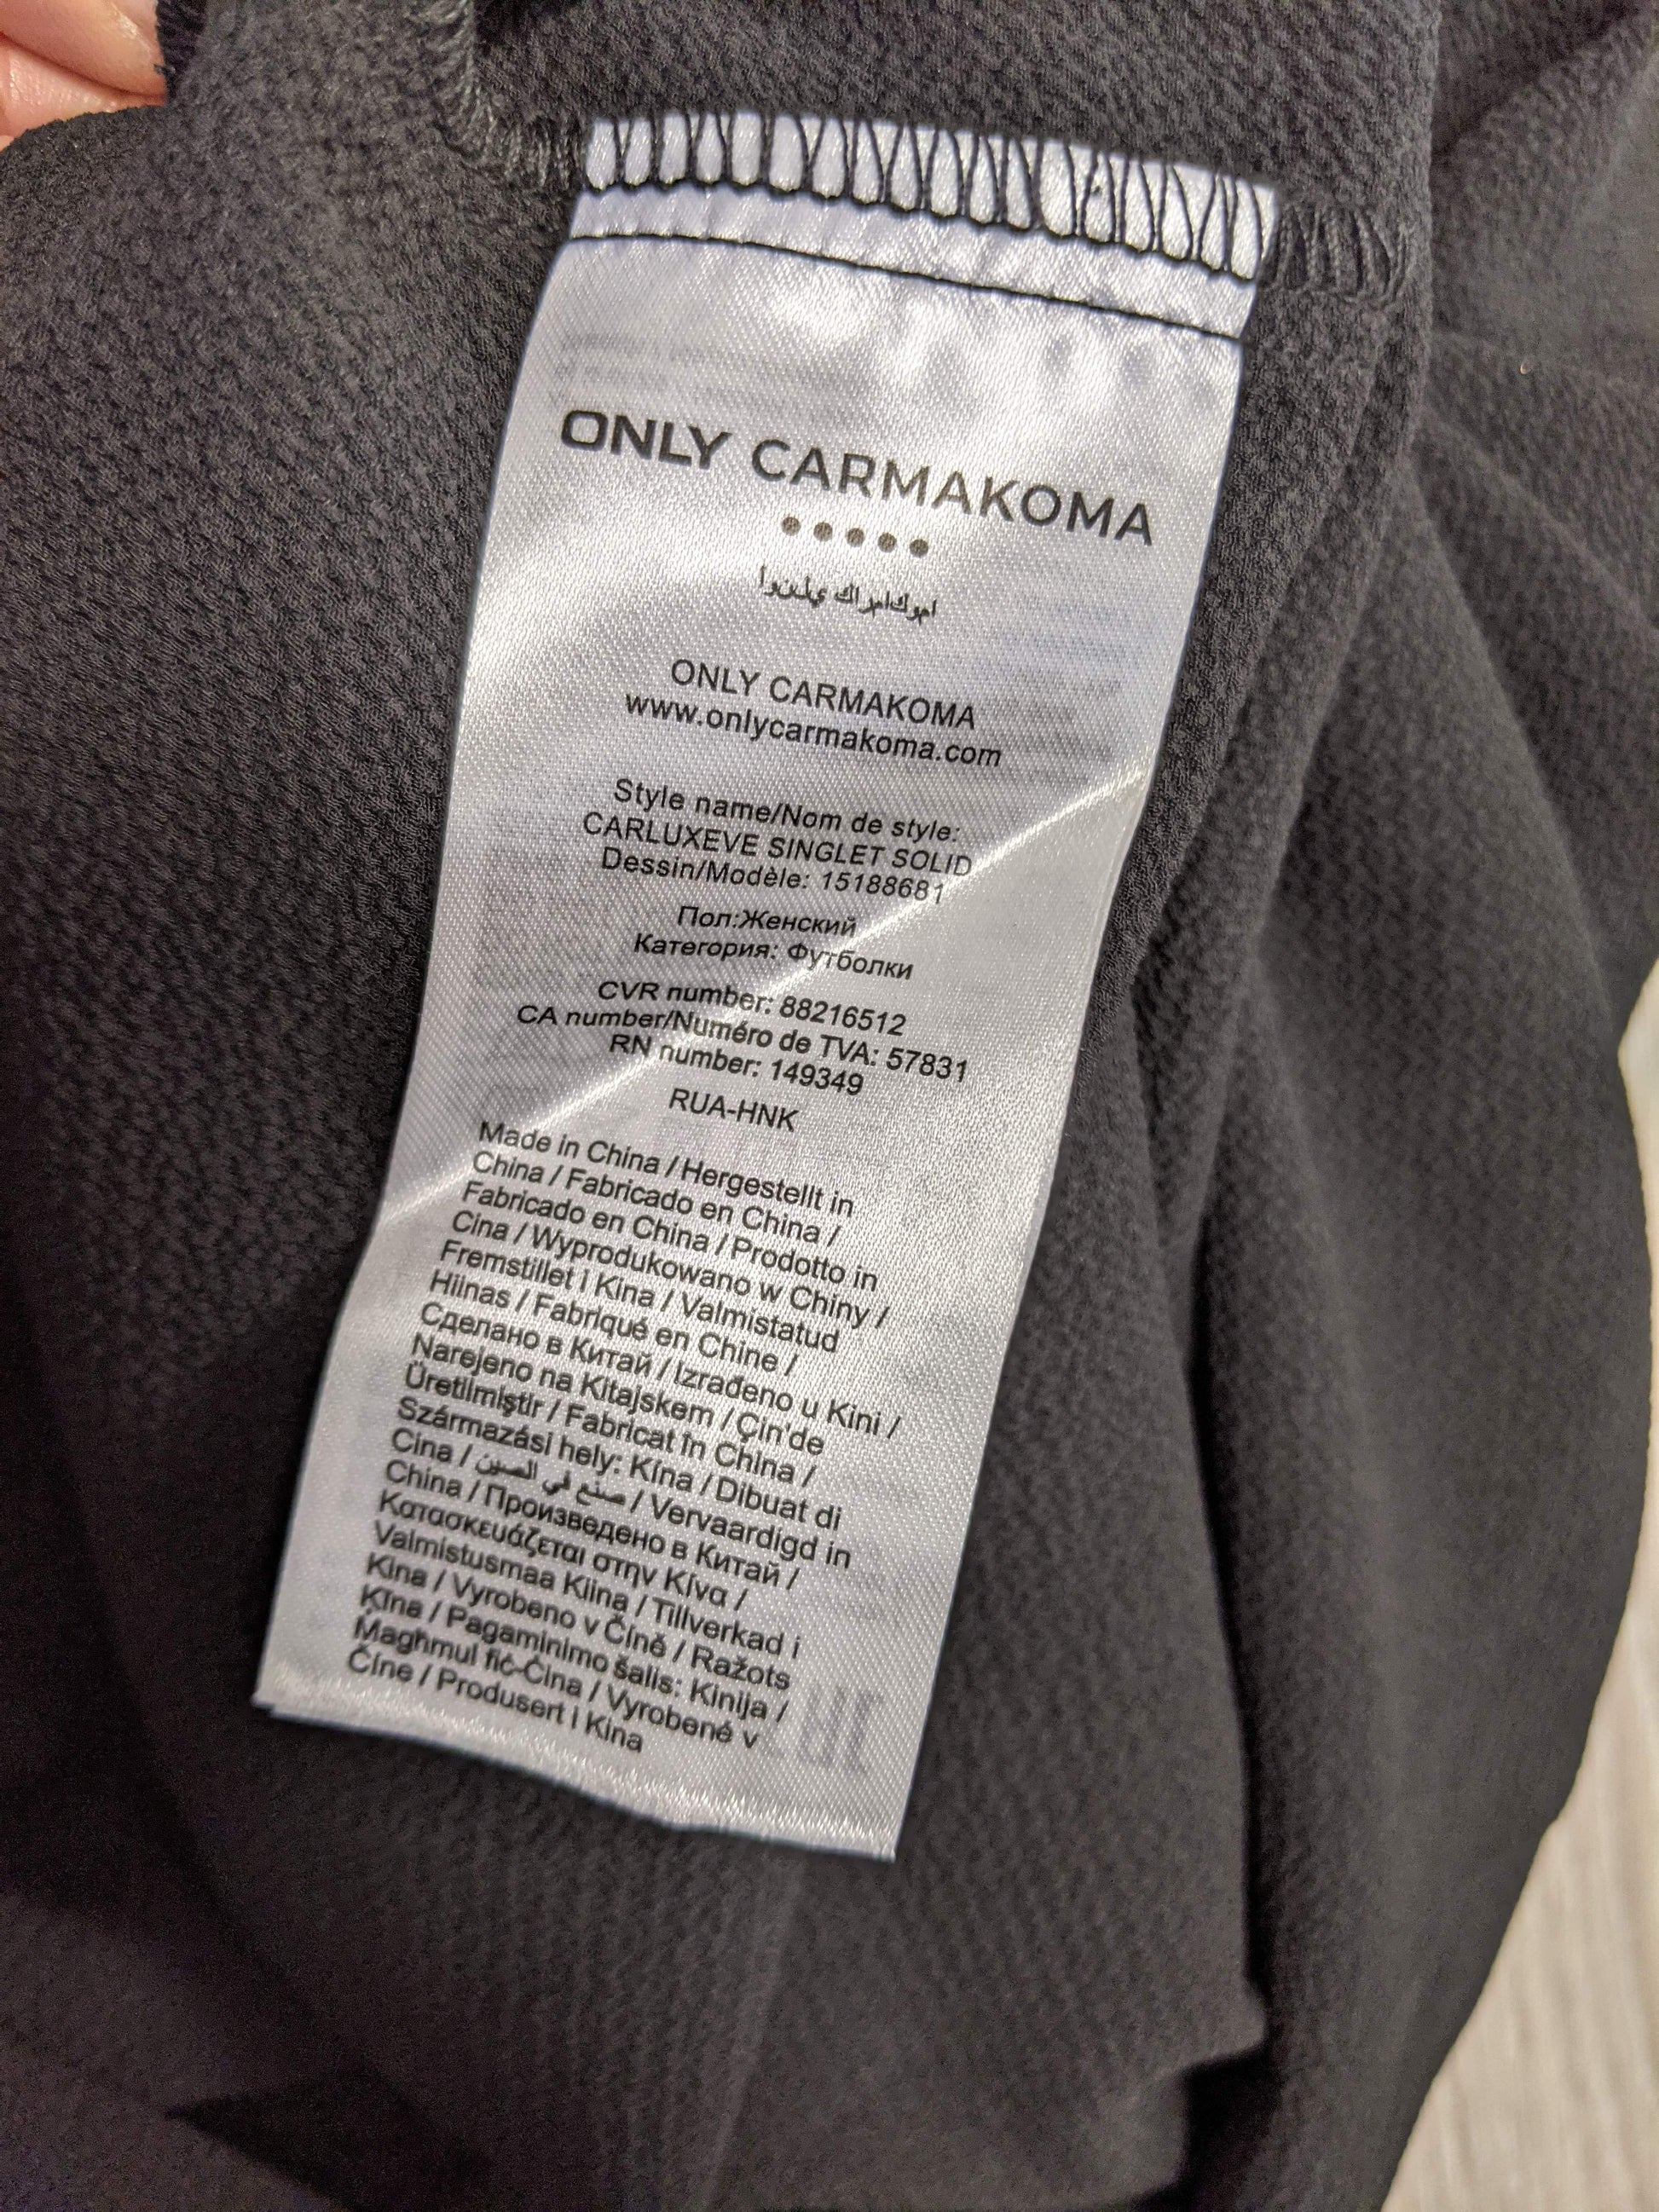 ONLY CARMAKOMA
اموكامراك يلنوا
ONLY CARMAKOMA
www.onlycarmakoma.com
Style name/Nom de style:
CARLUXEVE SINGLET SOLID
Dessin/Modèle: 15188681
Пол:Женский
Категория: Футболки
CVR number: 88216512
CA number/Numéro de TVA: 57831
RN number: 149349
RUA-HNK
Made in China / Hergestellt in
China / Fabricado en China /
Fabricado en China / Prodotto in
Cina / Wyprodukowano w Chiny /
Fremstillet i Kina / Valmistatud
Hiinas / Fabriqué en Chine /
Сделано в Китай / Izrađeno u Kini /
Narejeno na Kitajskem / Çin'de
Üretilmiştir / Fabricat în China /
Származási hely: Kína / Dibuat di
Cina / صنع في الصين / Vervaardigd in
China / Произведено в Китай /
Κατασκευάζεται στην Κίνα /
Valmistusmaa Kiina / Tillverkad i
Kina / Vyrobeno v Číně / Ražots
Ķīna / Pagaminimo šalis: Kinija /
Magħmul fiċ-Ċina / Vyrobené v
Číne / Produsert i Kina